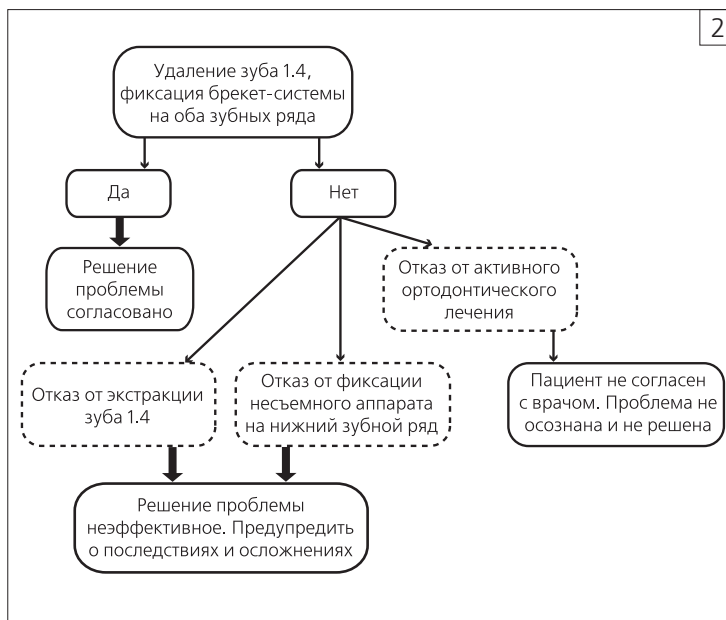 2
Удаление зуба 1.4,
фиксация брекет-системы
на оба зубных ряда
Да
Нет
Решение
проблемы
согласовано
Отказ от активного
ортодонтического
лечения
Отказ от экстракции
зуба 1.4
Отказ от фиксации
несъемного аппарата
на нижний зубной ряд
Пациент не согласен
с врачом. Проблема не
осознана и не решена
Решение проблемы
неэффективное. Предупредить
о последствиях и осложнениях